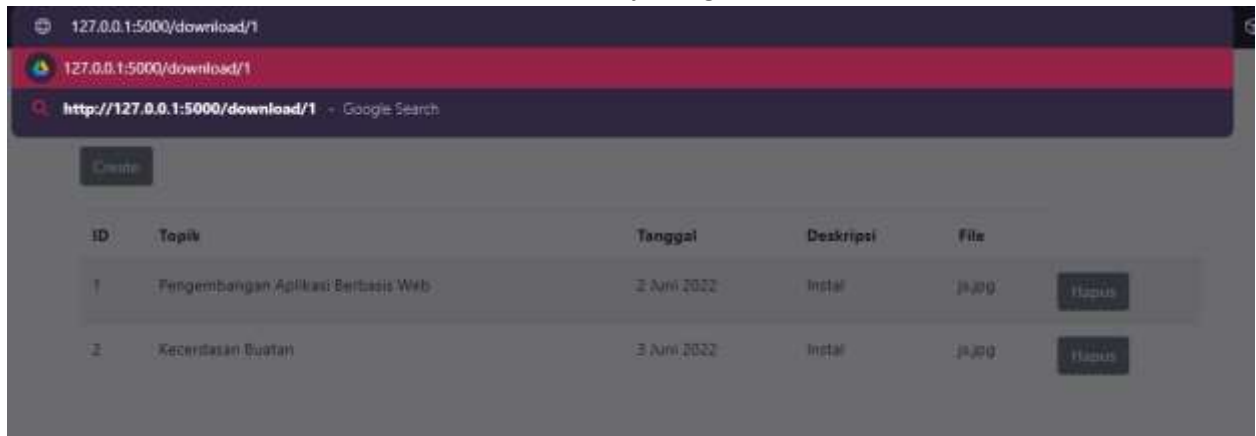 127.0.0.1:5000/download/1
127.0.0.1:5000/download/1
http://127.0.0.1:5000/download/1 - Google Search
Create
ID Topik Tanggal Deskripsi File
1 Pengembangan Aplikasi Berbasis Web 2 Juni 2022 Instal js.jpg Hapus
2 Kecerdasan Buatan 3 Juni 2022 Instal js.jpg Hapus